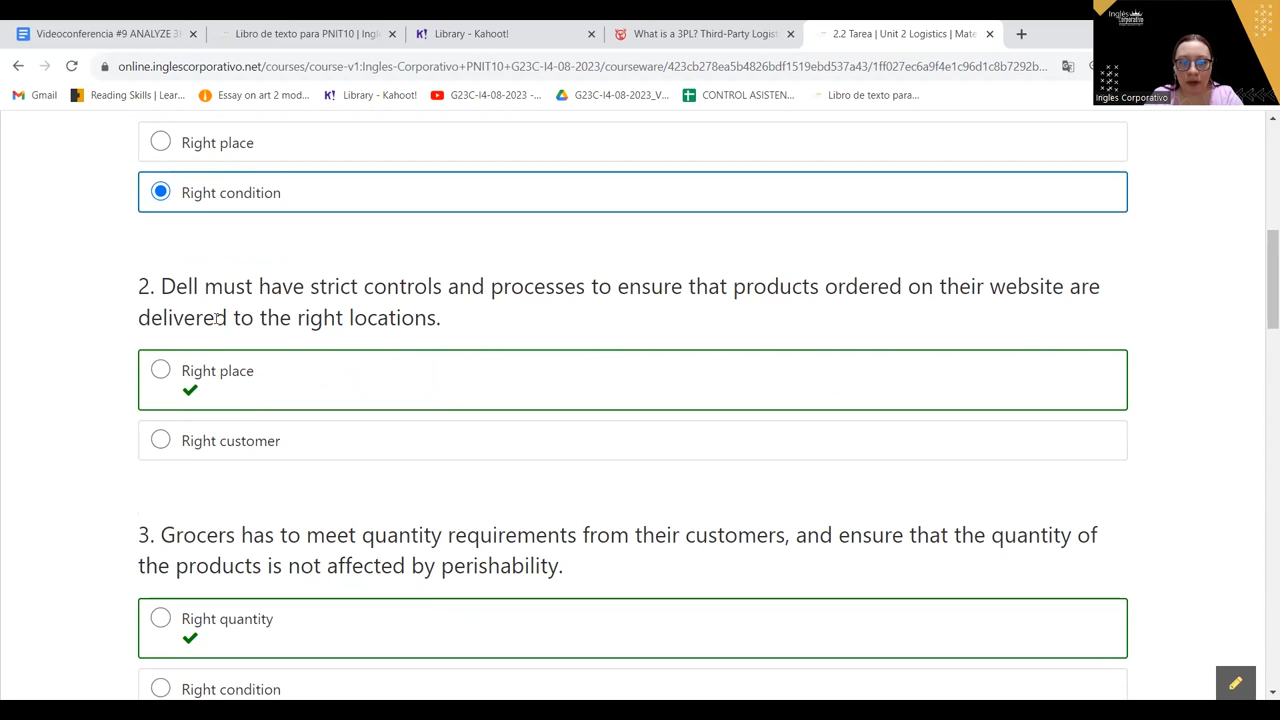 Videoconferencia #9 ANALYZE 3
Libro de texto para PNIT10 | Ingl
Library - Kahoot!
What is a 3PL? Third-Party Logist
2.2 Tarea | Unit 2 Logistics | Mate
online.inglescorporativo.net/courses/course-v1:Ingles-Corporativo+PNIT10+G23C-I4-08-2023/courseware/423cb278ea5b4826bdf1519ebd537a43/1ff027ec6a9f4e1c96d1c8b7292b...
Gmail
Reading Skills | Lear...
Essay on art 2 mod...
Library - Kahoot!
G23C-I4-08-2023 -...
G23C-I4-08-2023_V...
CONTROL ASISTEN...
Libro de texto para...
Inglés
Corporativo
Ingles Corporativo
Right place
Right condition
2. Dell must have strict controls and processes to ensure that products ordered on their website are
delivered to the right locations.
Right place
Right customer
3. Grocers has to meet quantity requirements from their customers, and ensure that the quantity of
the products is not affected by perishability.
Right quantity
Right condition